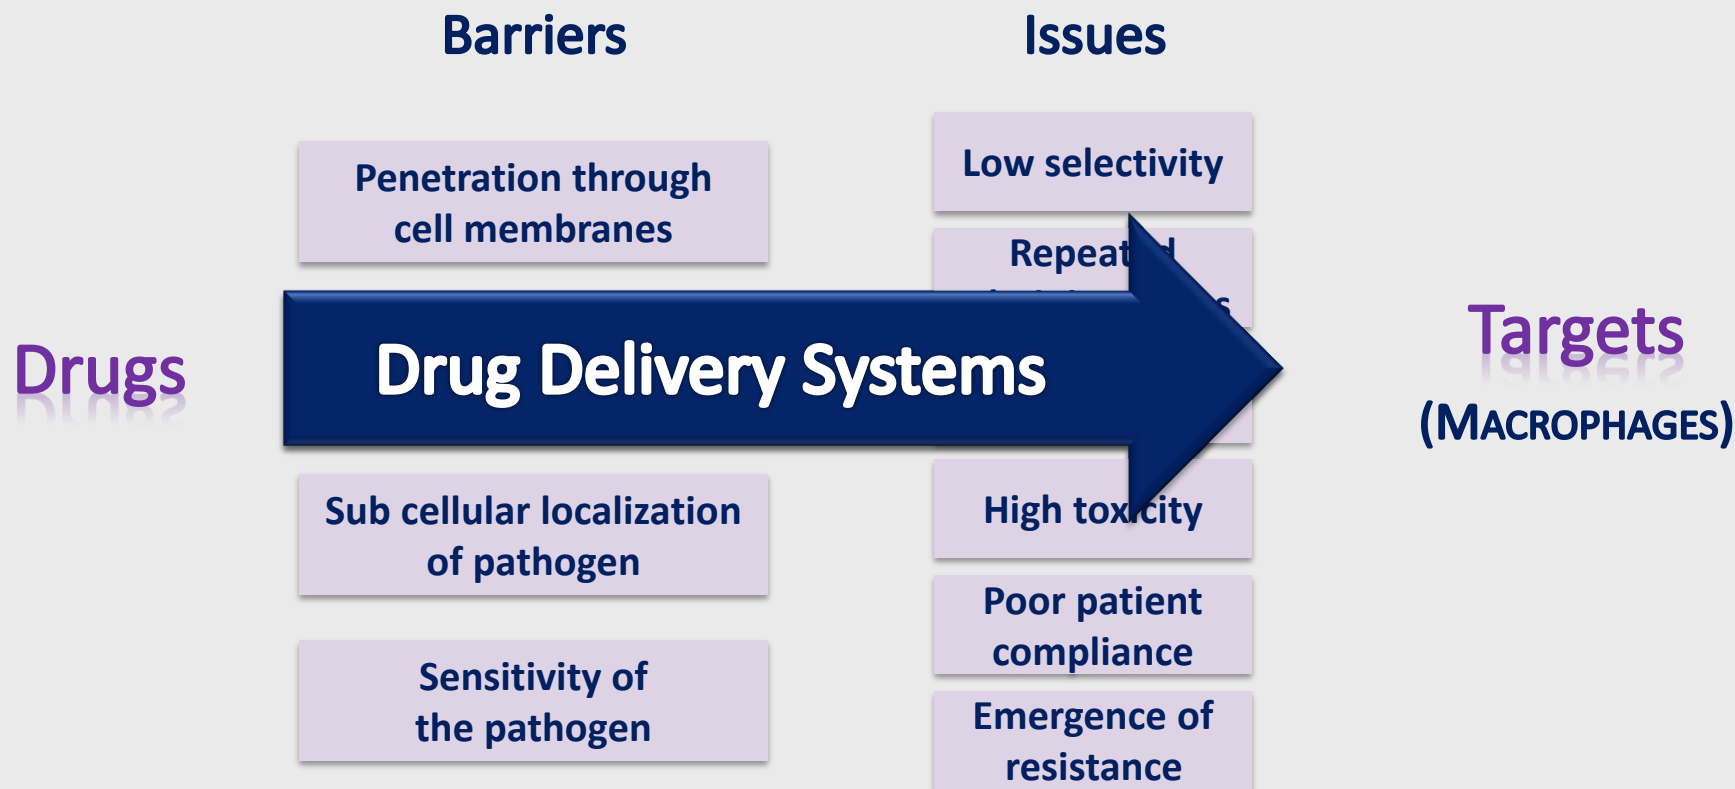 Barriers
Issues
Penetration through
cell membranes
Low selectivity
Drugs
Drug Delivery Systems
Targets
(MACROPHAGES)
Sub cellular localization
of pathogen
High toxicity
Poor patient
compliance
Sensitivity of
the pathogen
Emergence of
resistance